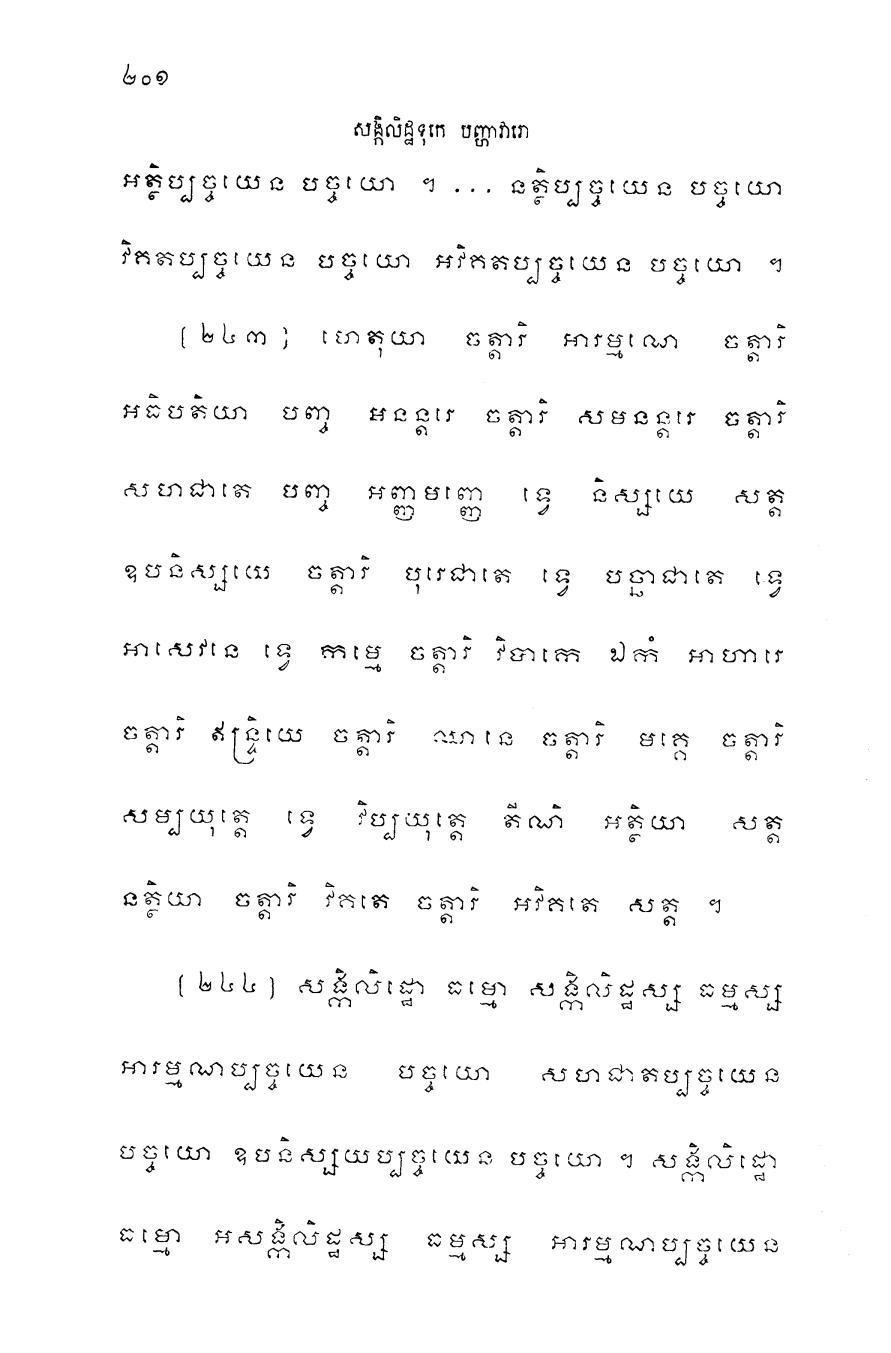 ២០១
សង្កិលិដ្ឋទុកេ បញ្ហាវារោ
អត្ថិប្បច្ចយេន បច្ចយោ ។ ... នត្ថិប្បច្ចយេន បច្ចយោ
វិគតប្បច្ចយេន បច្ចយោ អវិគតប្បច្ចយេន បច្ចយោ ។
[២៤៣] ហេតុយា ចត្តារិ អារម្មណេ ចត្តារិ
អធិបតិយា បញ្ច អនន្តរេ ចត្តារិ សមនន្តរេ ចត្តារិ
សហជាតេ បញ្ច អញ្ញមញ្ញេ ទ្វេ និស្សយេ សត្ត
ឧបនិស្សយេ ចត្តារិ បុរេជាតេ ទ្វេ បច្ឆាជាតេ ទ្វេ
អាសេវនេ ទ្វេ កម្មេ ចត្តារិ វិបាកេ ឯកំ អាហារេ
ចត្តារិ ឥន្ទ្រិយេ ចត្តារិ ឈានេ ចត្តារិ មគ្គេ ចត្តារិ
សម្បយុត្តេ ទ្វេ វិប្បយុត្តេ តីណិ អត្ថិយា សត្ត
នត្ថិយា ចត្តារិ វិគតេ ចត្តារិ អវិគតេ សត្ត ។
[២៤៤] សង្កិលិដ្ឋោ ធម្មោ សង្កិលិដ្ឋស្ស ធម្មស្ស
អារម្មណប្បច្ចយេន បច្ចយោ សហជាតប្បច្ចយេន
បច្ចយោ ឧបនិស្សយប្បច្ចយេន បច្ចយោ ។ សង្កិលិដ្ឋោ
ធម្មោ អសង្កិលិដ្ឋស្ស ធម្មស្ស អារម្មណប្បច្ចយេន